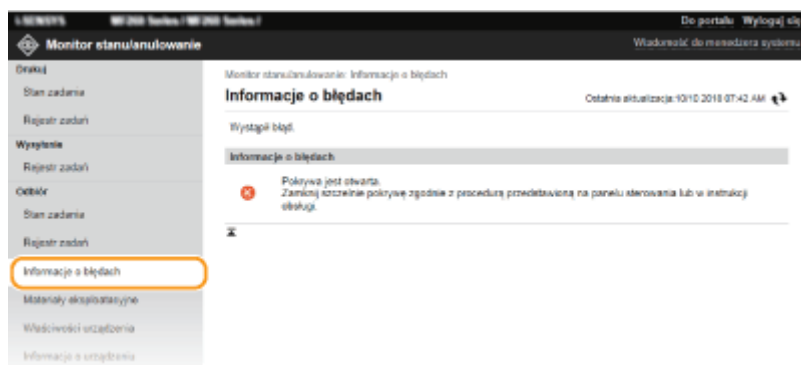 Do portalu Wyloguj się
Monitor stanu/anulowanie
Wiadomość do menedżera systemu
Drukuj
Stan zadania
Rejestr zadań
Wysyłanie
Rejestr zadań
Odbiór
Stan zadania
Rejestr zadań
Informacje o błędach
Materiały eksploatacyjne
Właściwości urządzenia
Informacje o urządzeniu
Monitor stanu/anulowanie: Informacje o błędach
Informacje o błędach
Ostatnia aktualizacja: 10/10 2018 07:42 AM
Wystąpił błąd.
Informacje o błędach
Pokrywa jest otwarta.
Zamknij szczelnie pokrywę zgodnie z procedurą przedstawioną na panelu sterowania lub w instrukcji
obsługi.